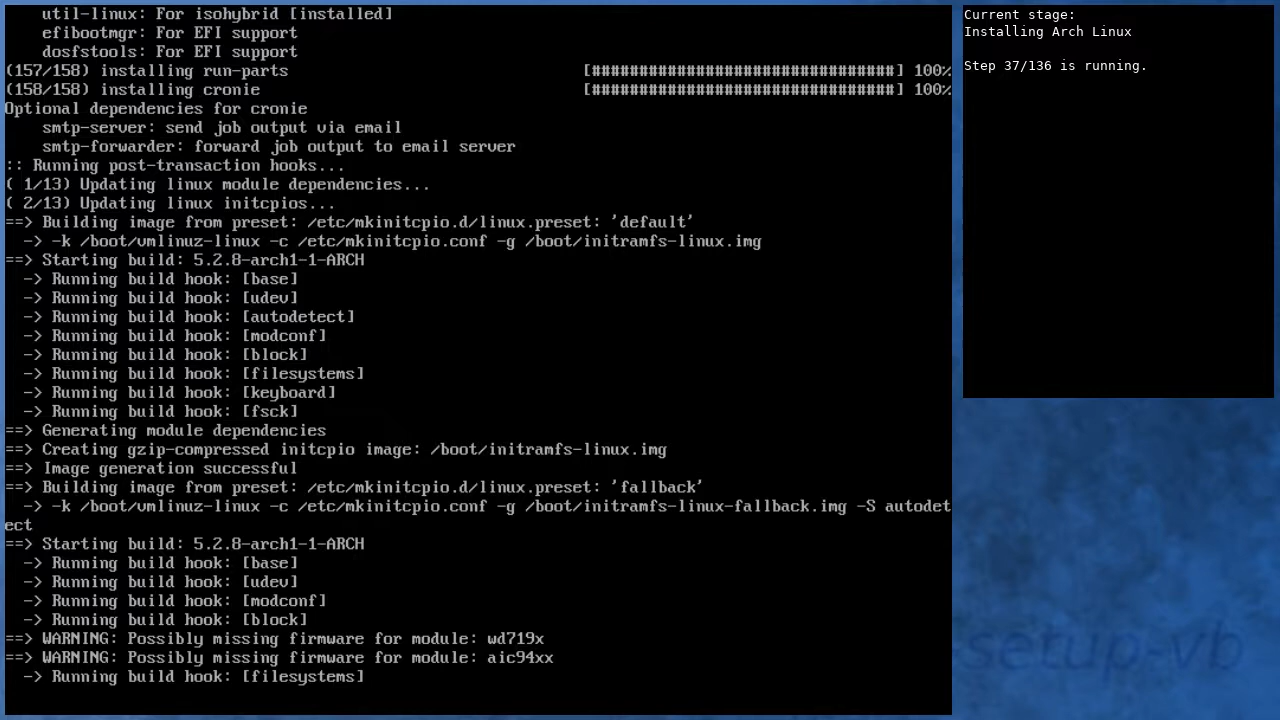 util-linux: For isohybrid [installed]
    efibootmgr: For EFI support
    dosfstools: For EFI support
(157/158) installing run-parts                               [################################] 100%
(158/158) installing cronie                                  [################################] 100%
Optional dependencies for cronie
    smtp-server: send job output via email
    smtp-forwarder: forward job output to email server
:: Running post-transaction hooks...
( 1/13) Updating linux module dependencies...
( 2/13) Updating linux initcpios...
==> Building image from preset: /etc/mkinitcpio.d/linux.preset: 'default'
  -> -k /boot/vmlinuz-linux -c /etc/mkinitcpio.conf -g /boot/initramfs-linux.img
==> Starting build: 5.2.8-arch1-1-ARCH
  -> Running build hook: [base]
  -> Running build hook: [udev]
  -> Running build hook: [autodetect]
  -> Running build hook: [modconf]
  -> Running build hook: [block]
  -> Running build hook: [filesystems]
  -> Running build hook: [keyboard]
  -> Running build hook: [fsck]
==> Generating module dependencies
==> Creating gzip-compressed initcpio image: /boot/initramfs-linux.img
==> Image generation successful
==> Building image from preset: /etc/mkinitcpio.d/linux.preset: 'fallback'
  -> -k /boot/vmlinuz-linux -c /etc/mkinitcpio.conf -g /boot/initramfs-linux-fallback.img -S autodet
ect
==> Starting build: 5.2.8-arch1-1-ARCH
  -> Running build hook: [base]
  -> Running build hook: [udev]
  -> Running build hook: [modconf]
  -> Running build hook: [block]
==> WARNING: Possibly missing firmware for module: wd719x
==> WARNING: Possibly missing firmware for module: aic94xx
  -> Running build hook: [filesystems]
Current stage:
Installing Arch Linux
Step 37/136 is running.
setup-vb